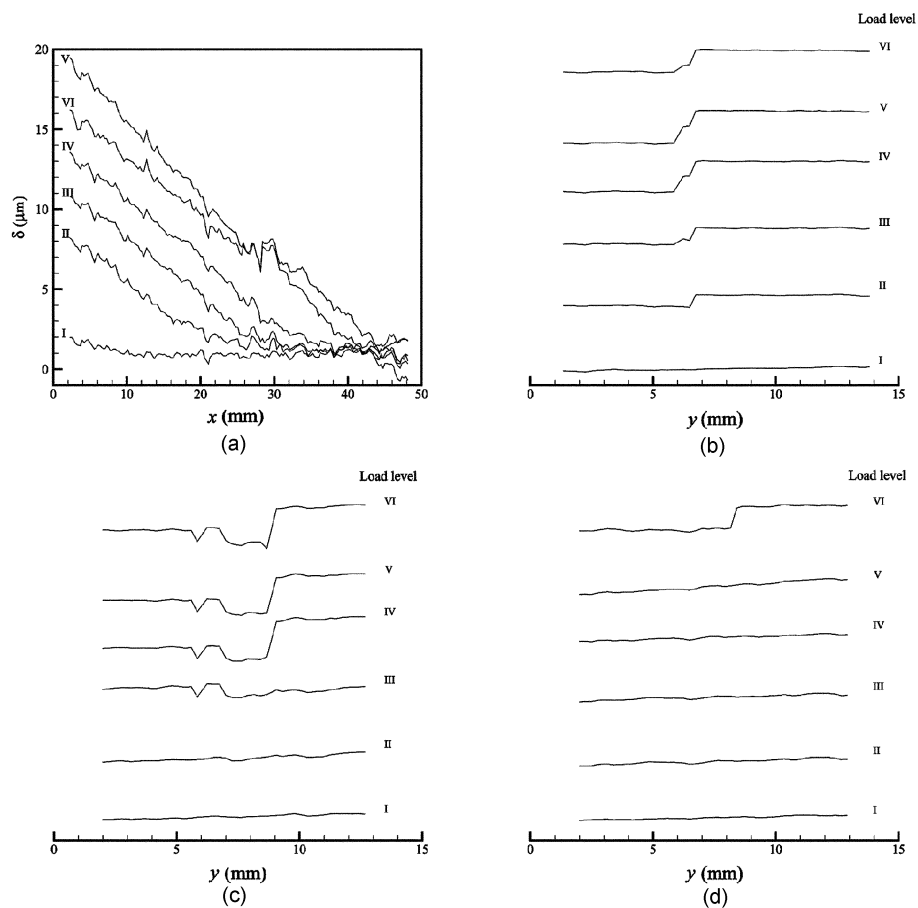 20
15
10
5
0
δ (μm)
V
VI
IV
III
II
I
0 10 20 30 40 50
x (mm)
(a)
Load level
VI
V
IV
III
II
I
0 5 10 15
y (mm)
(b)
Load level
VI
V
IV
III
II
I
0 5 10 15
y (mm)
(c)
Load level
VI
V
IV
III
II
I
0 5 10 15
y (mm)
(d)